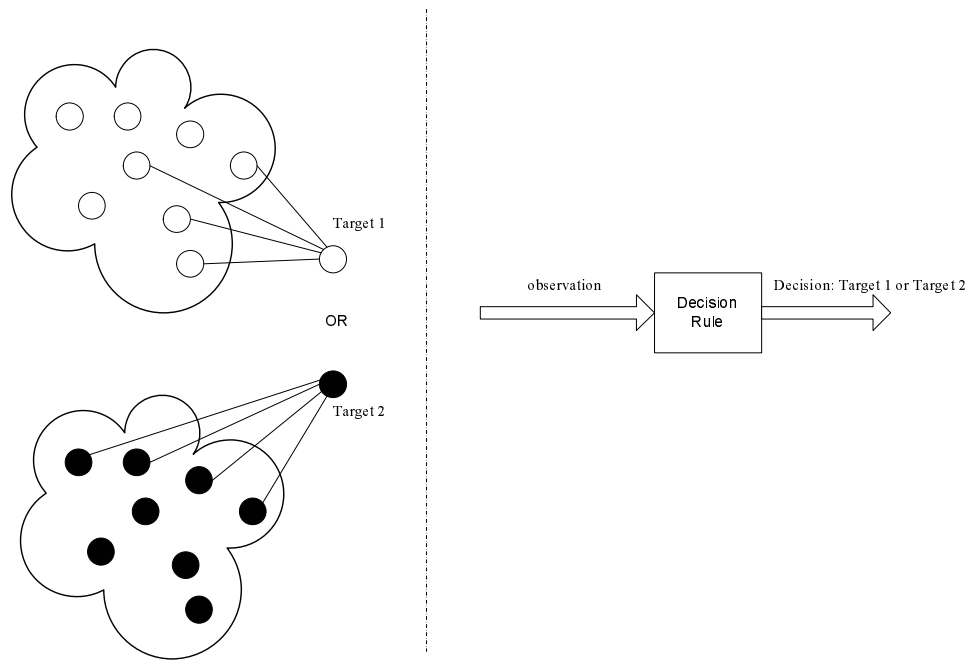 Target 1
OR
Target 2
observation
Decision
Rule
Decision: Target 1 or Target 2